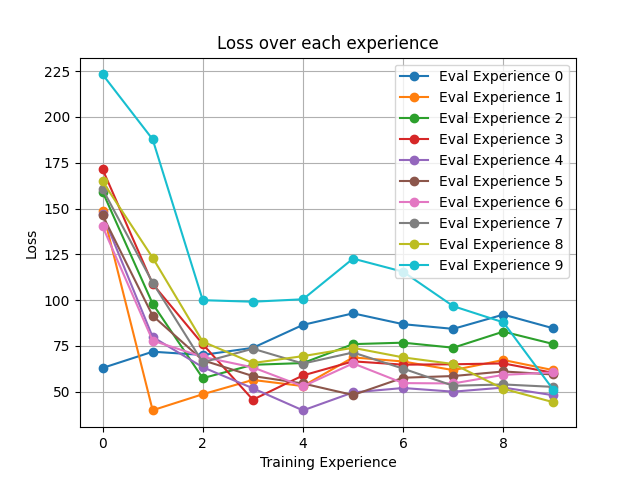 Loss over each experience
Loss
225
200
175
150
125
100
75
50
0
2
4
6
8
Training Experience
Eval Experience 0
Eval Experience 1
Eval Experience 2
Eval Experience 3
Eval Experience 4
Eval Experience 5
Eval Experience 6
Eval Experience 7
Eval Experience 8
Eval Experience 9